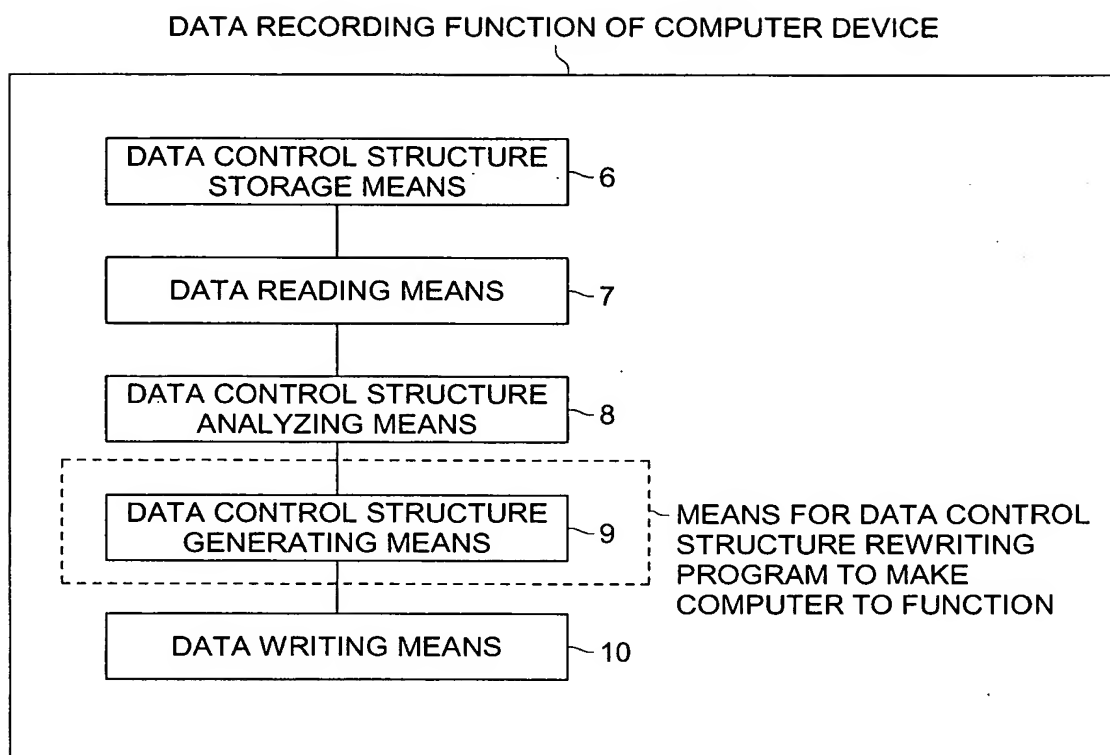 DATA RECORDING FUNCTION OF COMPUTER DEVICE
DATA CONTROL STRUCTURE
STORAGE MEANS
6
DATA READING MEANS
7
DATA CONTROL STRUCTURE
ANALYZING MEANS
8
DATA CONTROL STRUCTURE
GENERATING MEANS
9
MEANS FOR DATA CONTROL
STRUCTURE REWRITING
PROGRAM TO MAKE
COMPUTER TO FUNCTION
DATA WRITING MEANS
10